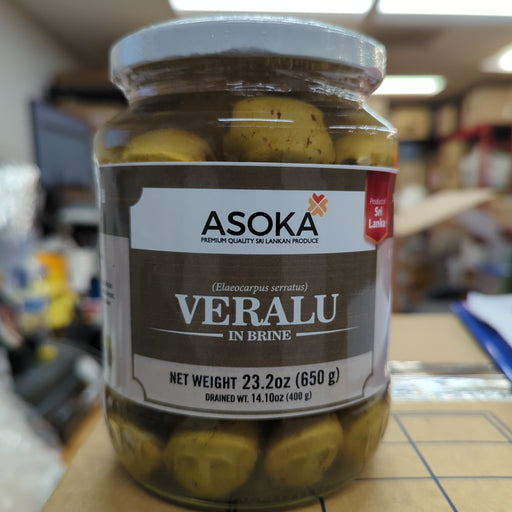 ASOKA
PREMIUM QUALITY SRI LANKAN PRODUCE
Product of
Sri
Lanka
(Elaeocarpus serratus)
VERALU
IN BRINE
NET WEIGHT 23.2oz (650 g)
DRAINED WT. 14.10oz (400 g)